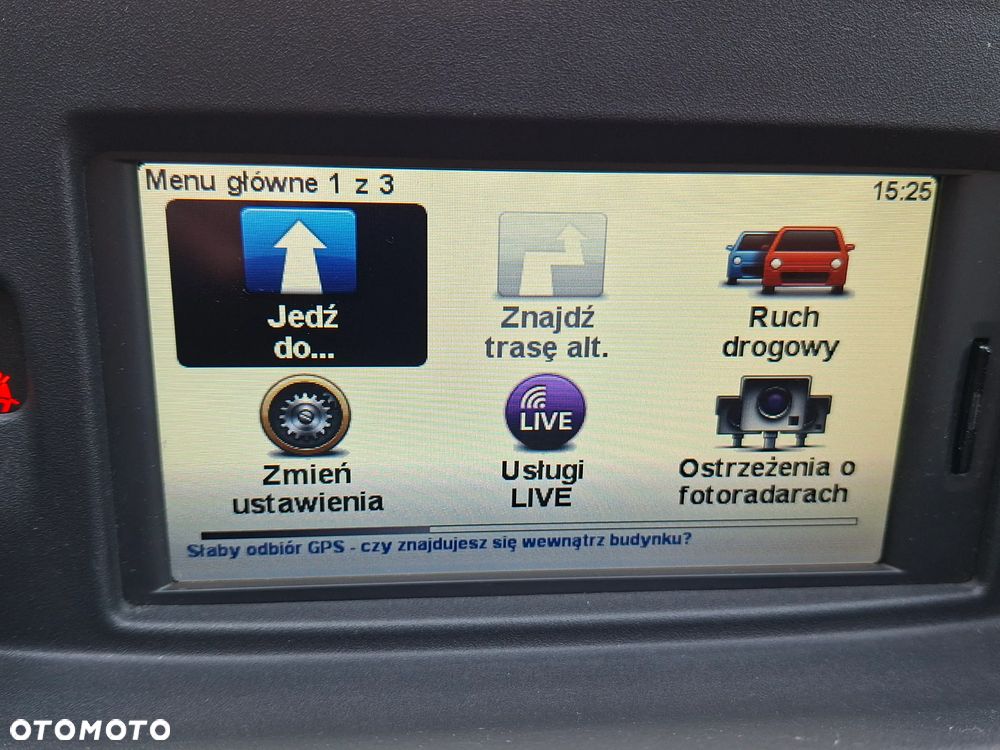 Menu główne 1 z 3
15:25
Jedź
do...
Znajdź
trasę alt.
Ruch
drogowy
Zmień
ustawienia
LIVE
Usługi
LIVE
Ostrzeżenia o
fotoradarach
Słaby odbiór GPS - czy znajdujesz się wewnątrz budynku?
OTOMOTO